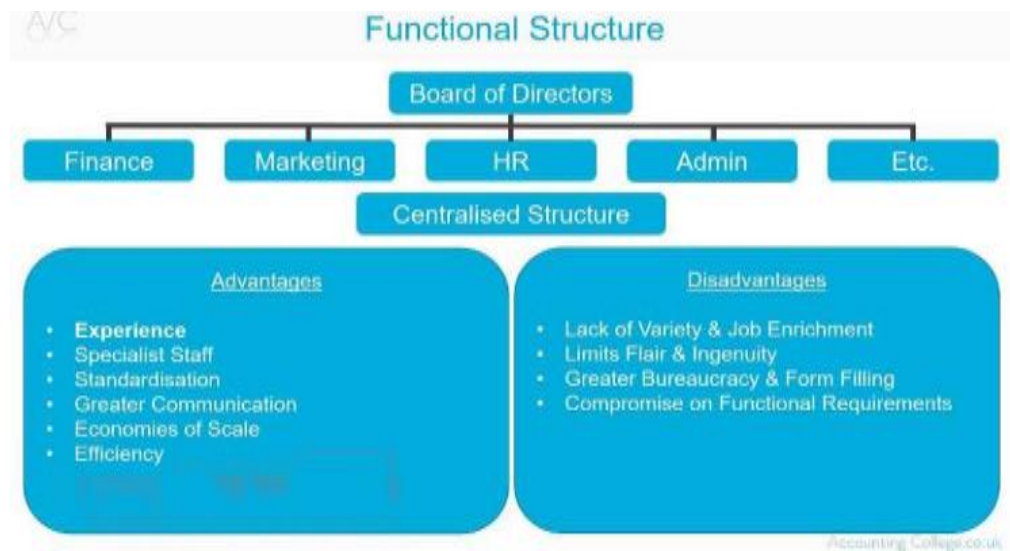 A/C
Functional Structure
Board of Directors
Finance
Marketing
HR
Admin
Etc.
Centralised Structure
Advantages
• Experience
• Specialist Staff
• Standardisation
• Greater Communication
• Economies of Scale
• Efficiency
Disadvantages
• Lack of Variety & Job Enrichment
• Limits Flair & Ingenuity
• Greater Bureaucracy & Form Filling
• Compromise on Functional Requirements
Accounting College.co.uk